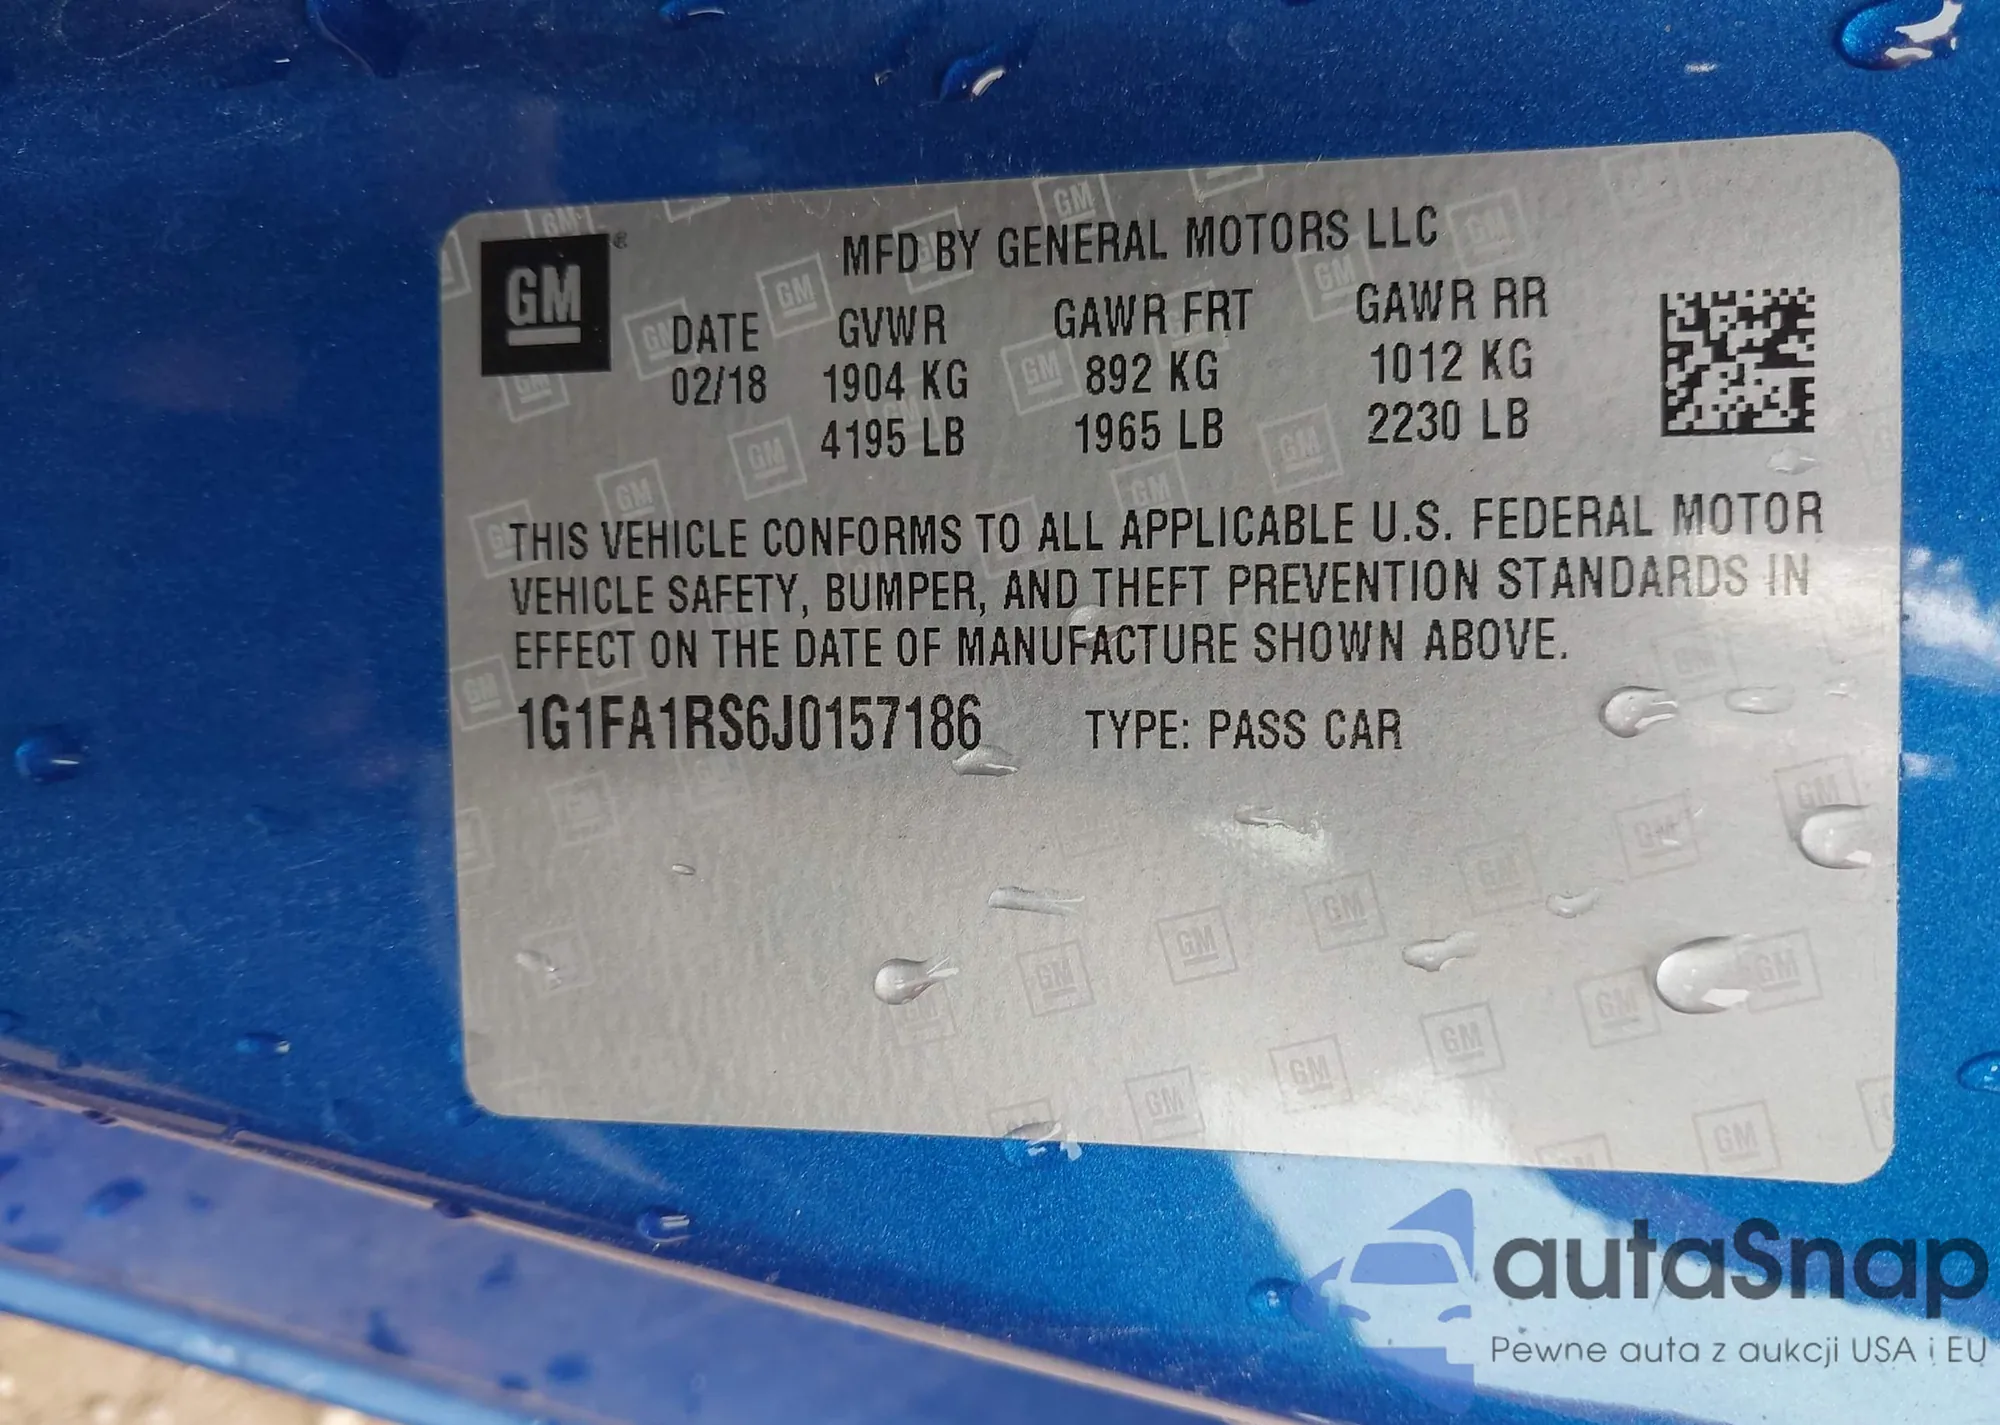 GM ®
MFD BY GENERAL MOTORS LLC
DATE GVWR GAWR FRT GAWR RR
02/18 1904 KG 892 KG 1012 KG
4195 LB 1965 LB 2230 LB
THIS VEHICLE CONFORMS TO ALL APPLICABLE U.S. FEDERAL MOTOR
VEHICLE SAFETY, BUMPER, AND THEFT PREVENTION STANDARDS IN
EFFECT ON THE DATE OF MANUFACTURE SHOWN ABOVE.
1G1FA1RS6J0157186 TYPE: PASS CAR
autaSnap
Pewne auta z aukcji USA i EU